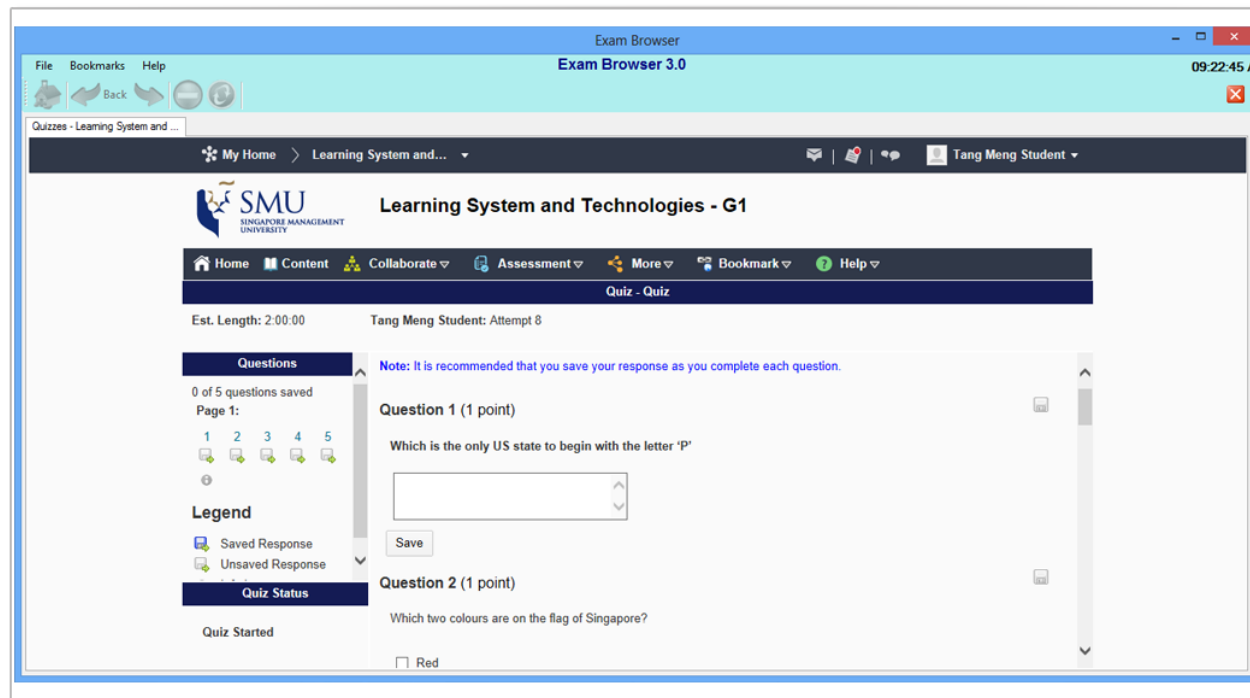 Exam Browser
File Bookmarks Help
Exam Browser 3.0
09:22:45
Back
Quizzes - Learning System and ...
My Home Learning System and...
Tang Meng Student
SMU
SINGAPORE MANAGEMENT
UNIVERSITY
Learning System and Technologies - G1
Home Content Collaborate Assessment More Bookmark Help
Quiz - Quiz
Est. Length: 2:00:00 Tang Meng Student: Attempt 8
Questions
0 of 5 questions saved
Page 1:
1 2 3 4 5
Legend
Saved Response
Unsaved Response
Quiz Status
Quiz Started
Note: It is recommended that you save your response as you complete each question.
Question 1 (1 point)
Which is the only US state to begin with the letter ‘P’
Save
Question 2 (1 point)
Which two colours are on the flag of Singapore?
Red